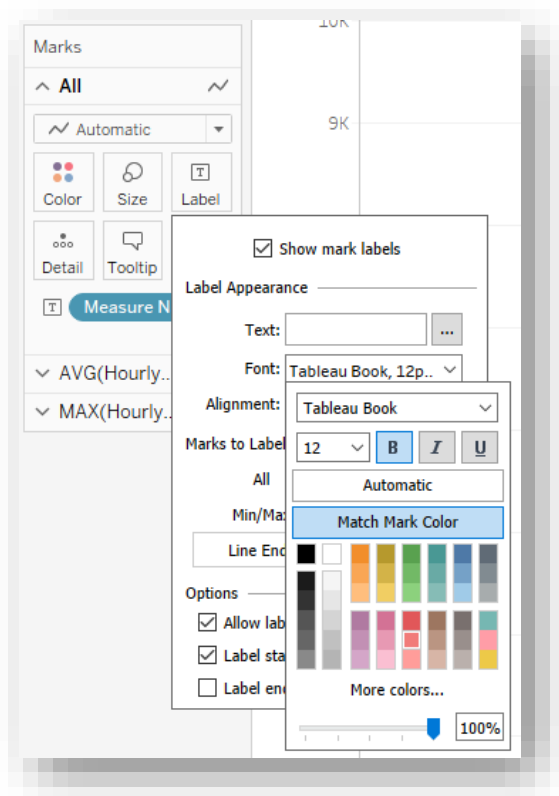 10K
Marks
All
Automatic
9K
Color
Size
T
Label
Detail
Tooltip
T
Measure N
AVG(Hourly..
MAX(Hourly..
Show mark labels
Label Appearance
Text:
...
Font:
Tableau Book, 12p..
Alignment:
Marks to Label
All
Min/Ma
Line End
Options
Allow lab
Label sta
Label end
Tableau Book
12
B
I
U
Automatic
Match Mark Color
More colors...
100%